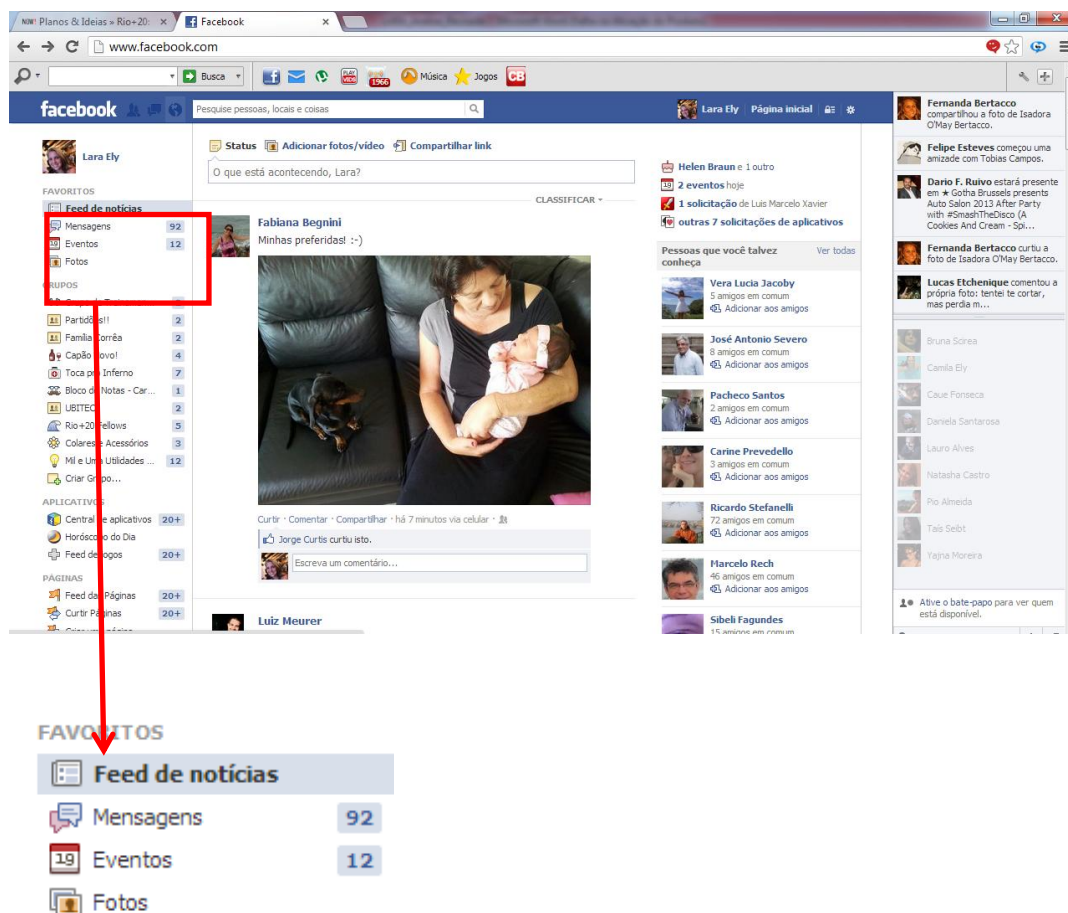 Planos & Ideias » Rio+20:
Facebook
www.facebook.com
Busca
PLAY VIDS
1966
Música
Jogos
CB
facebook
Pesquise pessoas, locais e coisas
Lara Ely
Página inicial
Lara Ely
FAVORITOS
Feed de notícias
Mensagens 92
Eventos 12
Fotos
GRUPOS
Partidões!! 2
Família Corrêa 2
Capão Novo! 4
Toca pro Inferno 7
Bloco de Notas - Car... 1
UBITEC 2
Rio+20 Fellows 5
Colares e Acessórios 3
Mil e Uma Utilidades ... 12
Criar Grupo...
APLICATIVOS
Central de aplicativos 20+
Horóscopo do Dia
Feed de jogos 20+
PÁGINAS
Feed das Páginas 20+
Curtir Páginas 20+
Status
Adicionar fotos/vídeo
Compartilhar link
O que está acontecendo, Lara?
CLASSIFICAR
Fabiana Begnini
Minhas preferidas! :-)
Curtir · Comentar · Compartilhar · há 7 minutos via celular ·
Jorge Curtis curtiu isto.
Escreva um comentário...
Luiz Meurer
Helen Braun e 1 outro
2 eventos hoje
1 solicitação de Luis Marcelo Xavier
outras 7 solicitações de aplicativos
Pessoas que você talvez
conheça
Ver todas
Vera Lucia Jacoby
5 amigos em comum
Adicionar aos amigos
José Antonio Severo
8 amigos em comum
Adicionar aos amigos
Pacheco Santos
2 amigos em comum
Adicionar aos amigos
Carine Prevedello
3 amigos em comum
Adicionar aos amigos
Ricardo Stefanelli
72 amigos em comum
Adicionar aos amigos
Marcelo Rech
46 amigos em comum
Adicionar aos amigos
Sibeli Fagundes
15 amigos em comum
Fernanda Bertacco
compartilhou a foto de Isadora
O'May Bertacco.
Felipe Esteves começou uma
amizade com Tobias Campos.
Dario F. Ruivo estará presente
em ★ Gotha Brussels presents
Auto Salon 2013 After Party
with #SmashTheDisco (A
Cookies And Cream - Spi...
Fernanda Bertacco curtiu a
foto de Isadora O'May Bertacco.
Lucas Etchenique comentou a
própria foto: tentei te cortar,
mas perdia m...
Bruna Scirea
Camila Ely
Caue Fonseca
Daniela Santarosa
Lauro Alves
Natasha Castro
Pio Almeida
Taís Seibt
Yajna Moreira
Ative o bate-papo para ver quem
está disponível.
FAVORITOS
Feed de notícias
Mensagens 92
Eventos 12
Fotos